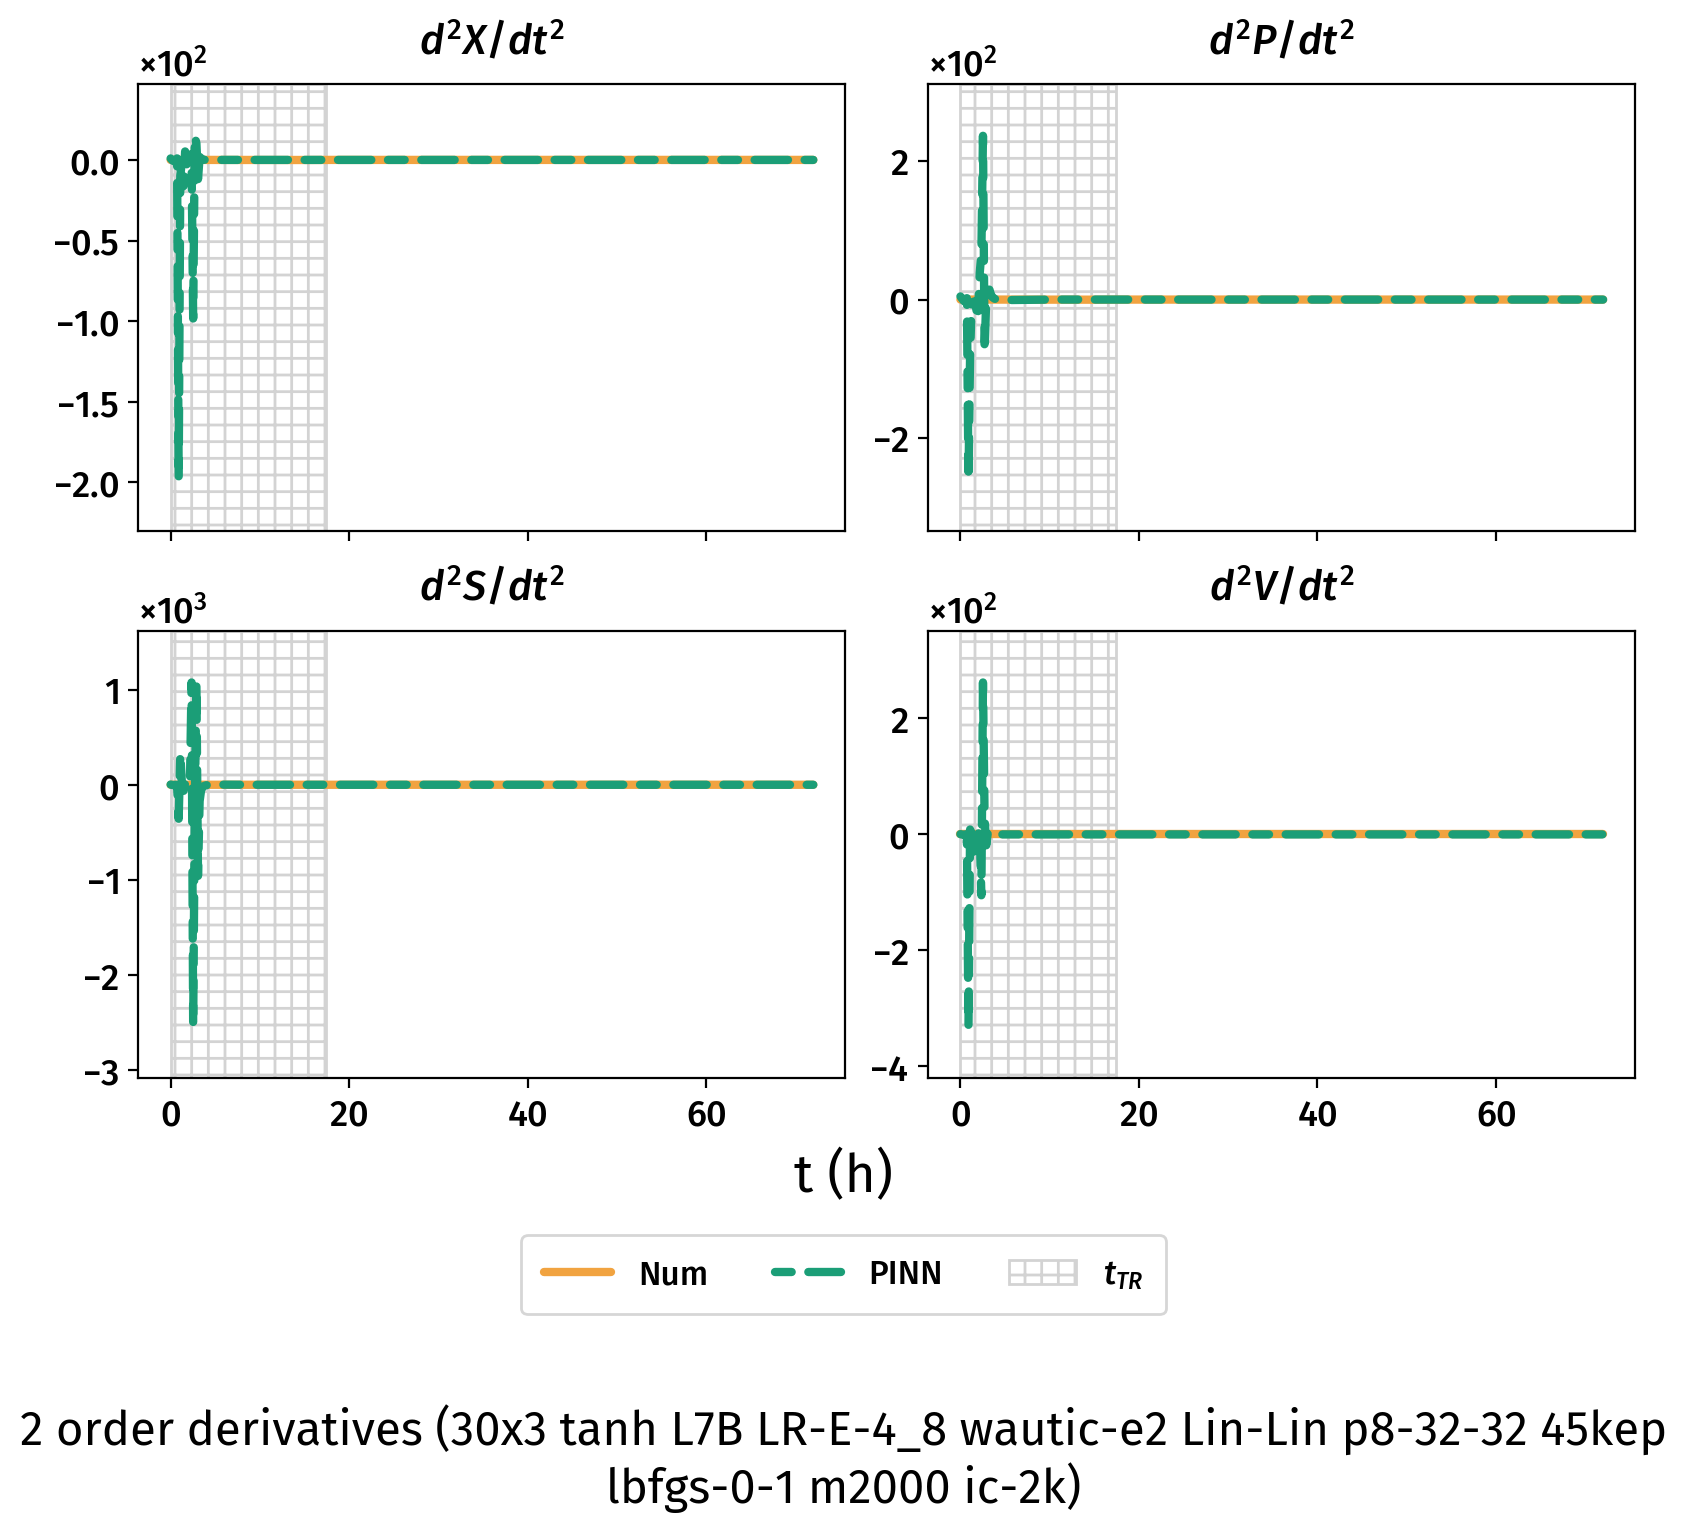 d²X/dt²
×10²
0.0
−0.5
−1.0
−1.5
−2.0
d²P/dt²
×10²
2
0
−2
d²S/dt²
×10³
1
0
−1
−2
−3
0 20 40 60
d²V/dt²
×10²
2
0
−2
−4
0 20 40 60
t (h)
Num PINN t_TR
2 order derivatives (30x3 tanh L7B LR-E-4_8 wautic-e2 Lin-Lin p8-32-32 45kep
lbfgs-0-1 m2000 ic-2k)